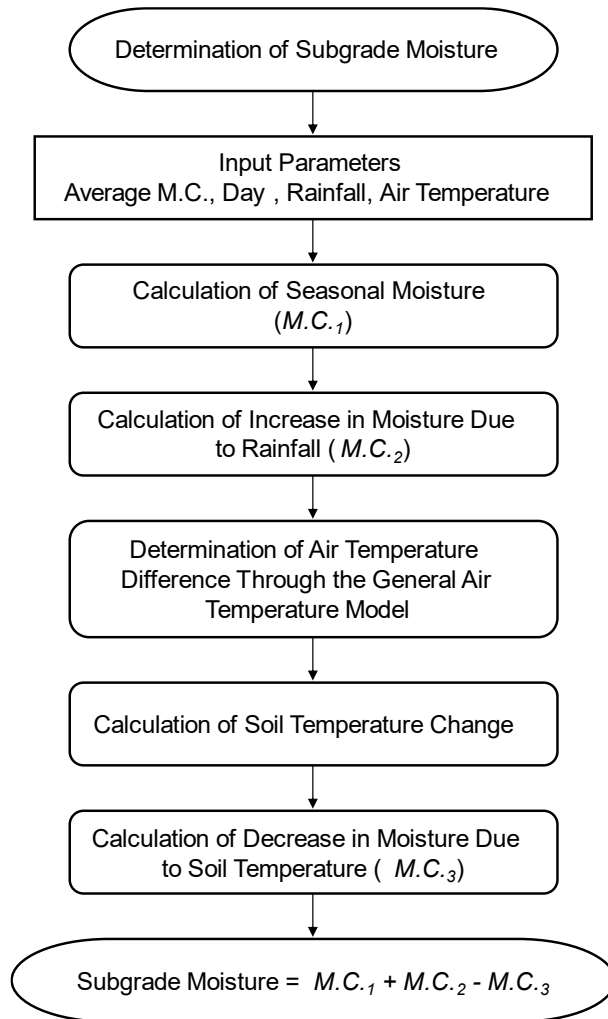 Determination of Subgrade Moisture
Input Parameters
Average M.C., Day , Rainfall, Air Temperature
Calculation of Seasonal Moisture
(M.C.₁)
Calculation of Increase in Moisture Due
to Rainfall ( M.C.₂)
Determination of Air Temperature
Difference Through the General Air
Temperature Model
Calculation of Soil Temperature Change
Calculation of Decrease in Moisture Due
to Soil Temperature ( M.C.₃)
Subgrade Moisture = M.C.₁ + M.C.₂ - M.C.₃